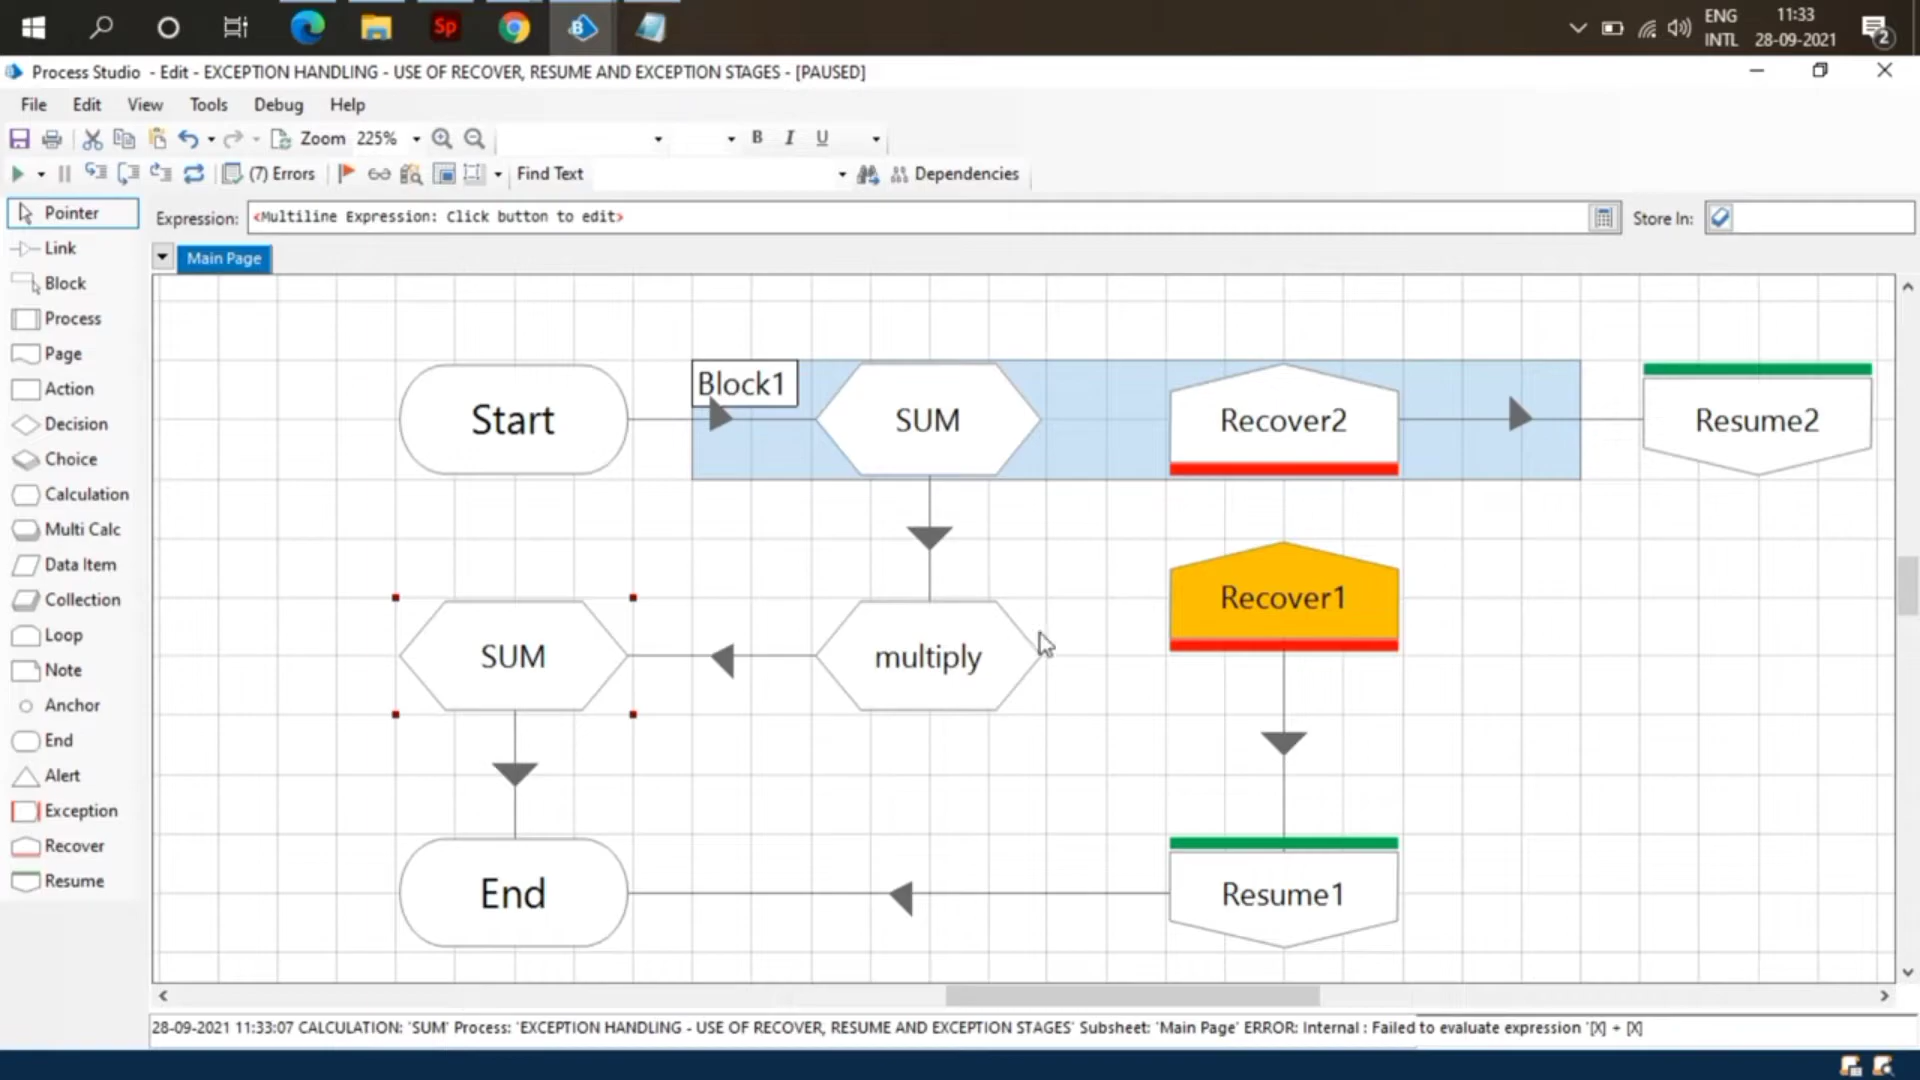 Sp
ENG
INTL
11:33
28-09-2021
2
Process Studio - Edit - EXCEPTION HANDLING - USE OF RECOVER, RESUME AND EXCEPTION STAGES - [PAUSED]
File Edit View Tools Debug Help
Zoom 225% B I U
(7) Errors Find Text Dependencies
Expression: <Multiline Expression: Click button to edit> Store In:
Main Page
Pointer
Link
Block
Process
Page
Action
Decision
Choice
Calculation
Multi Calc
Data Item
Collection
Loop
Note
Anchor
End
Alert
Exception
Recover
Resume
Block1
Start SUM Recover2 Resume2
Recover1
SUM multiply
End Resume1
28-09-2021 11:33:07 CALCULATION: 'SUM' Process: 'EXCEPTION HANDLING - USE OF RECOVER, RESUME AND EXCEPTION STAGES' Subsheet: 'Main Page' ERROR: Internal : Failed to evaluate expression '[X] + [X]